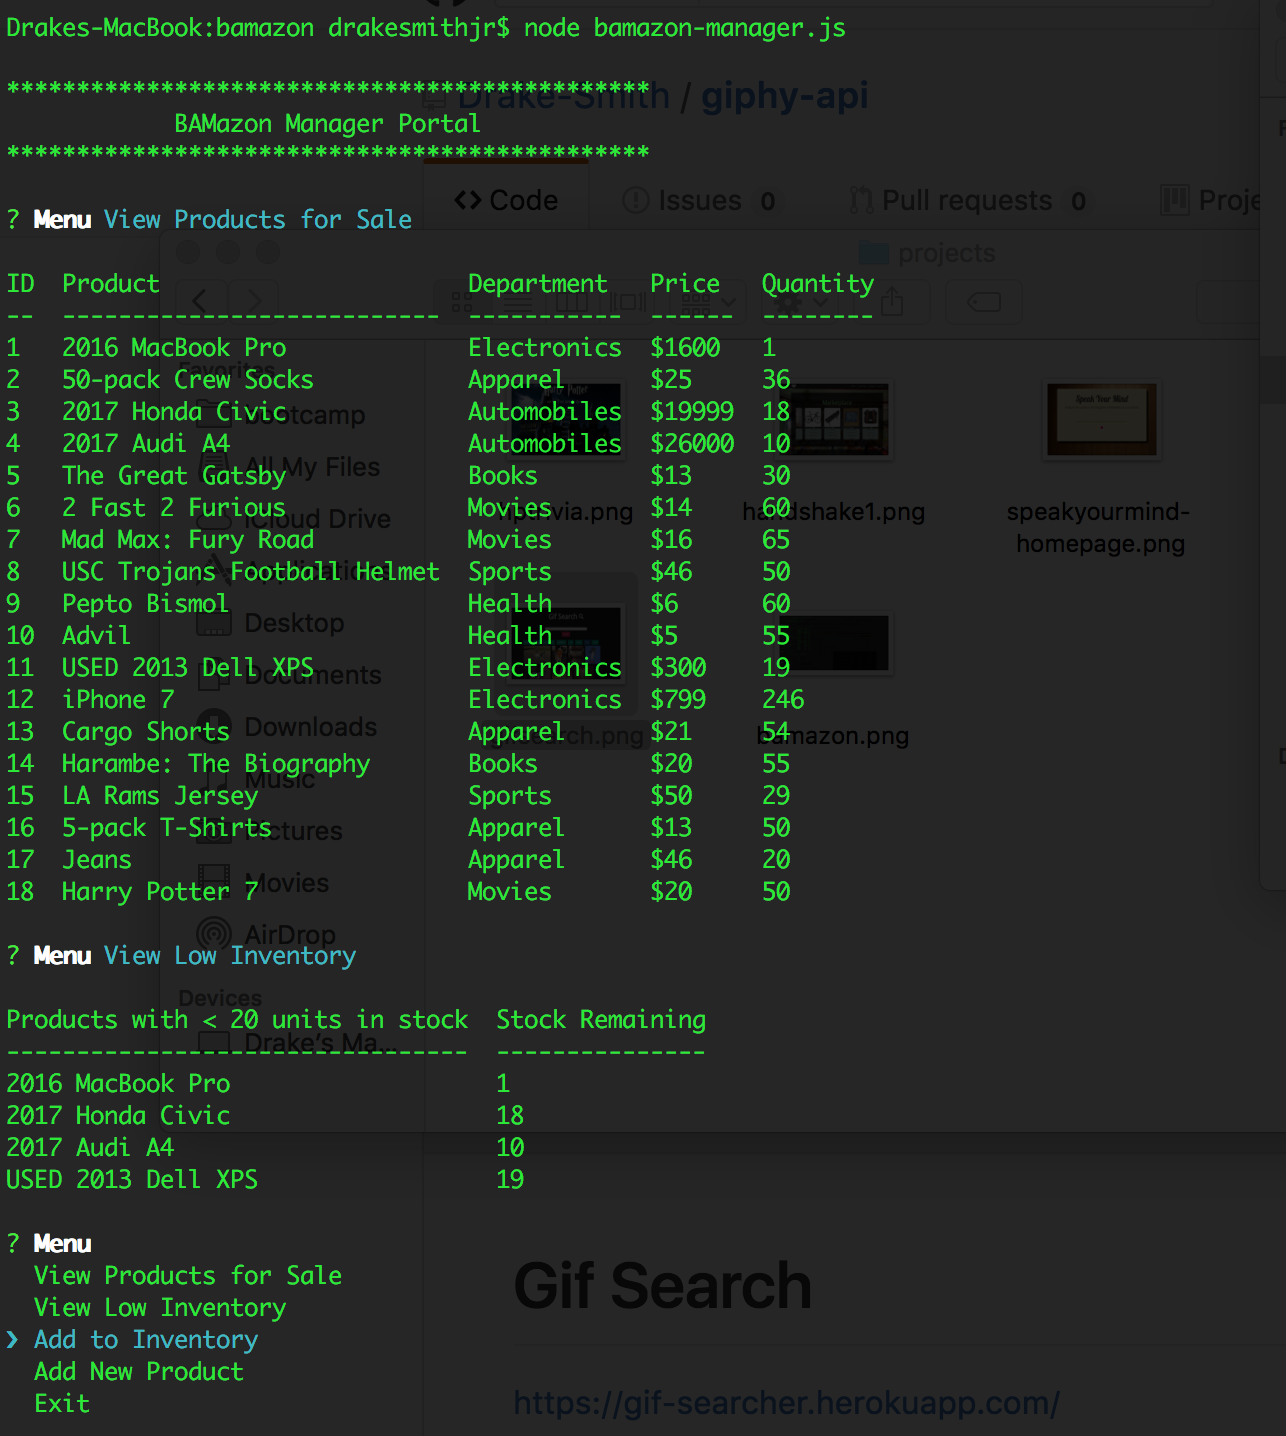 Drakes-MacBook:bamazon drakesmithjr$ node bamazon-manager.js
Drake-Smith / giphy-api
**********************************************
BAMazon Manager Portal
**********************************************
Code Issues 0 Pull requests 0
? Menu View Products for Sale
projects
ID Product Department Price Quantity
-- --------------------------- ----------- ------ --------
1 2016 MacBook Pro Electronics $1600 1
Favorites
2 50-pack Crew Socks Apparel $25 36
3 2017 Honda Civic Automobiles $19999 18
bootcamp
4 2017 Audi A4 Automobiles $26000 10
All My Files
5 The Great Gatsby Books $13 30
6 2 Fast 2 Furious Movies $14 60
iCloud Drive handshake1.png speakyourmind-
homepage.png
7 Mad Max: Fury Road Movies $16 65
8 USC Trojans Football Helmet Sports $46 50
Applications
9 Pepto Bismol Health $6 60
Desktop
10 Advil Health $5 55
11 USED 2013 Dell XPS Electronics $300 19
Documents
12 iPhone 7 Electronics $799 246
Downloads
13 Cargo Shorts Apparel $21 54
bamazon.png
14 Harambe: The Biography Books $20 55
Music
15 LA Rams Jersey Sports $50 29
16 5-pack T-Shirts Apparel $13 50
Pictures
17 Jeans Apparel $46 20
Movies
18 Harry Potter 7 Movies $20 50
AirDrop
? Menu View Low Inventory
Devices
Products with < 20 units in stock Stock Remaining
Drake's Ma...
--------------------------------- ---------------
2016 MacBook Pro 1
2017 Honda Civic 18
2017 Audi A4 10
USED 2013 Dell XPS 19
? Menu
View Products for Sale
View Low Inventory
❯ Add to Inventory
Add New Product
Exit
Gif Search
https://gif-searcher.herokuapp.com/